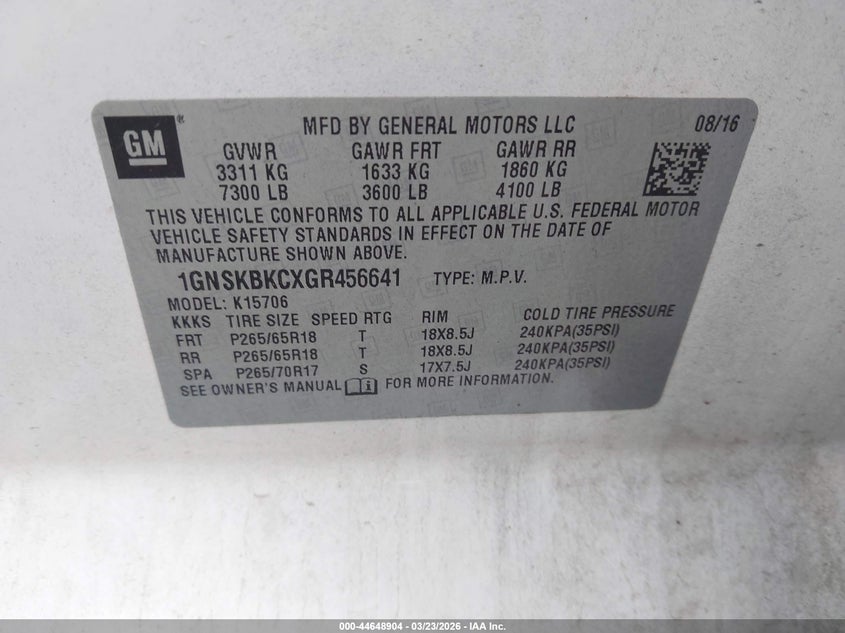 GM ® MFD BY GENERAL MOTORS LLC 08/16
GVWR GAWR FRT GAWR RR
3311 KG 1633 KG 1860 KG
7300 LB 3600 LB 4100 LB
THIS VEHICLE CONFORMS TO ALL APPLICABLE U.S. FEDERAL MOTOR
VEHICLE SAFETY STANDARDS IN EFFECT ON THE DATE OF
MANUFACTURE SHOWN ABOVE.
1GNSKBKCXGR456641 TYPE: M.P.V.
MODEL: K15706
KKKS TIRE SIZE SPEED RTG RIM COLD TIRE PRESSURE
FRT P265/65R18 T 18X8.5J 240KPA(35PSI)
RR P265/65R18 T 18X8.5J 240KPA(35PSI)
SPA P265/70R17 S 17X7.5J 240KPA(35PSI)
SEE OWNER'S MANUAL FOR MORE INFORMATION.
000-44648904 - 03/23/2026 - IAA Inc.